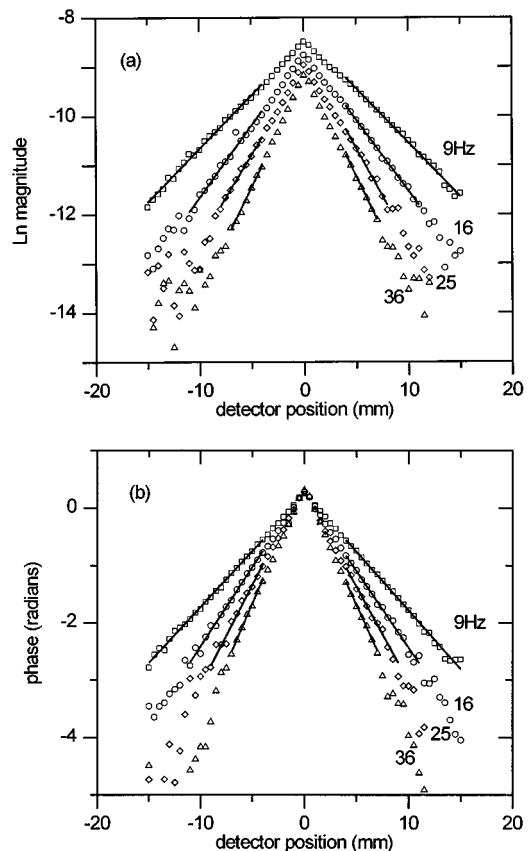 -8
(a)
-10
9Hz
Ln magnitude
-12
16
25
36
-14
-20 -10 0 10 20
detector position (mm)
(b)
0
phase (radians)
-2
9Hz
16
-4
25
36
-20 -10 0 10 20
detector position (mm)